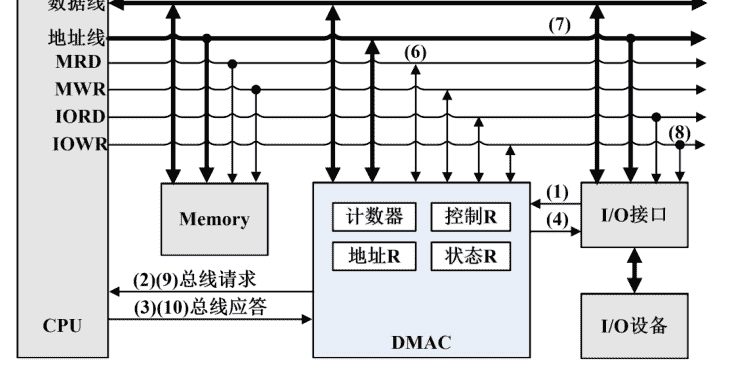 数据线
地址线
(7)
MRD
(6)
MWR
IORD
(8)
IOWR
Memory
计数器
控制R
地址R
状态R
(1)
(4)
I/O接口
(2)(9)总线请求
(3)(10)总线应答
CPU
DMAC
I/O设备